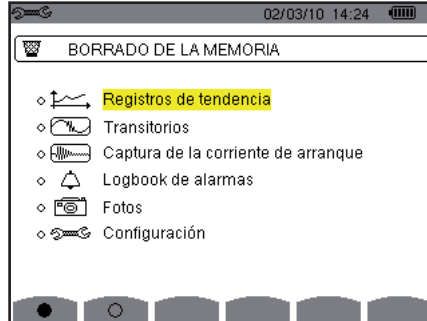 02/03/10 14:24
BORRADO DE LA MEMORIA
Registros de tendencia
Transitorios
Captura de la corriente de arranque
Logbook de alarmas
Fotos
Configuración